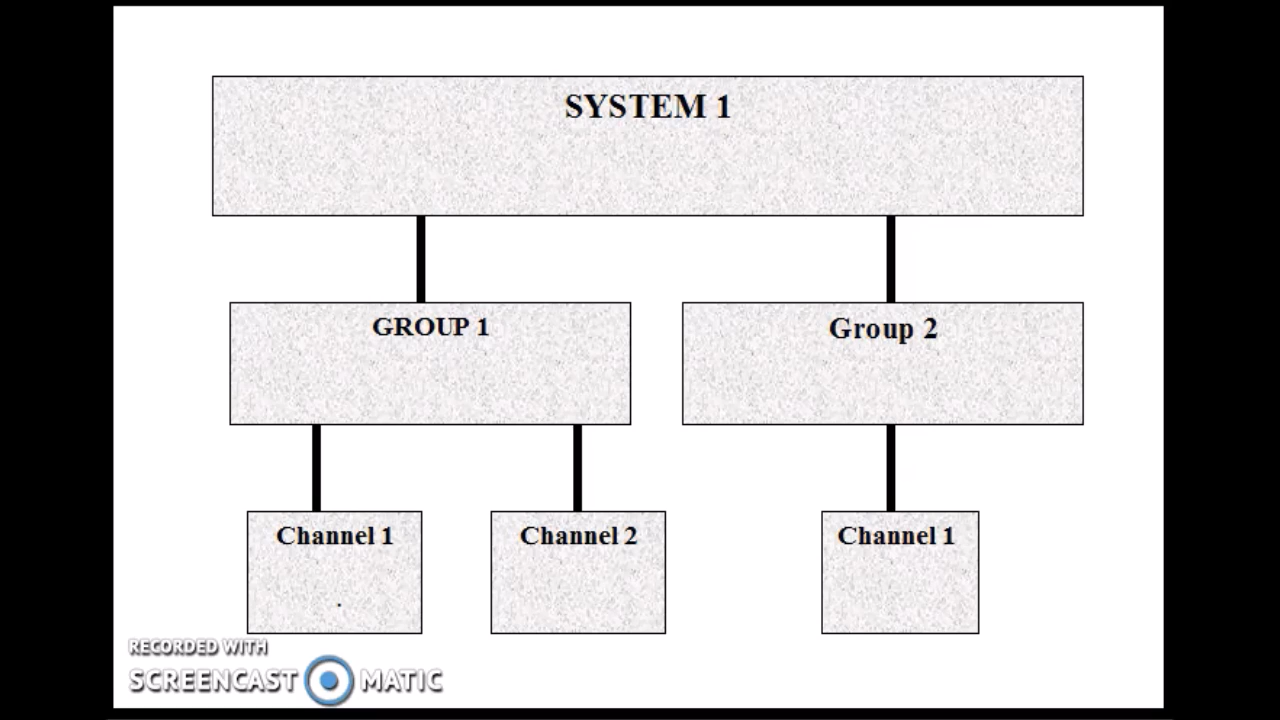 SYSTEM 1
GROUP 1
Group 2
Channel 1
Channel 2
Channel 1
RECORDED WITH
SCREENCAST MATIC